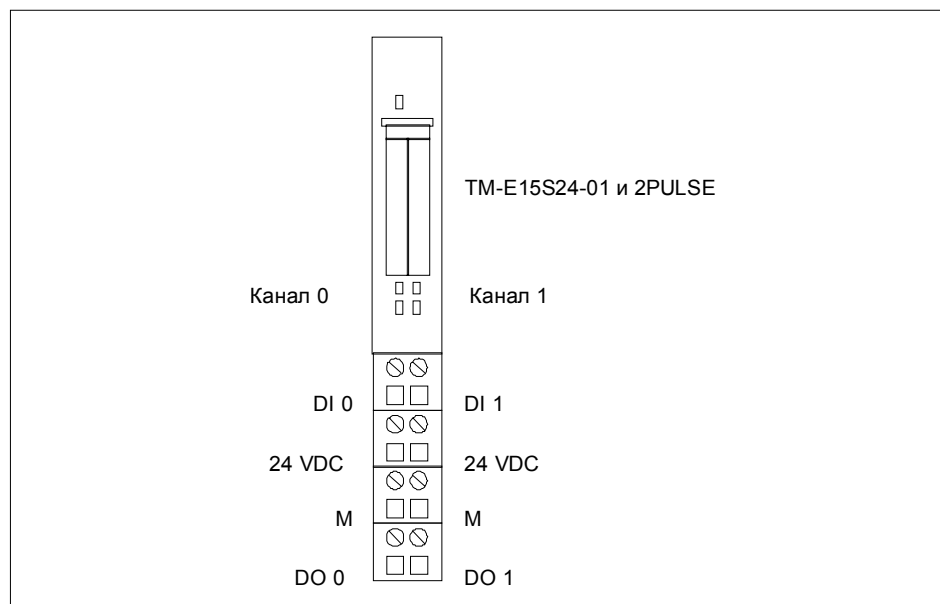 TM-E15S24-01 и 2PULSE
Канал 0 Канал 1
DI 0 DI 1
24 VDC 24 VDC
M M
DO 0 DO 1